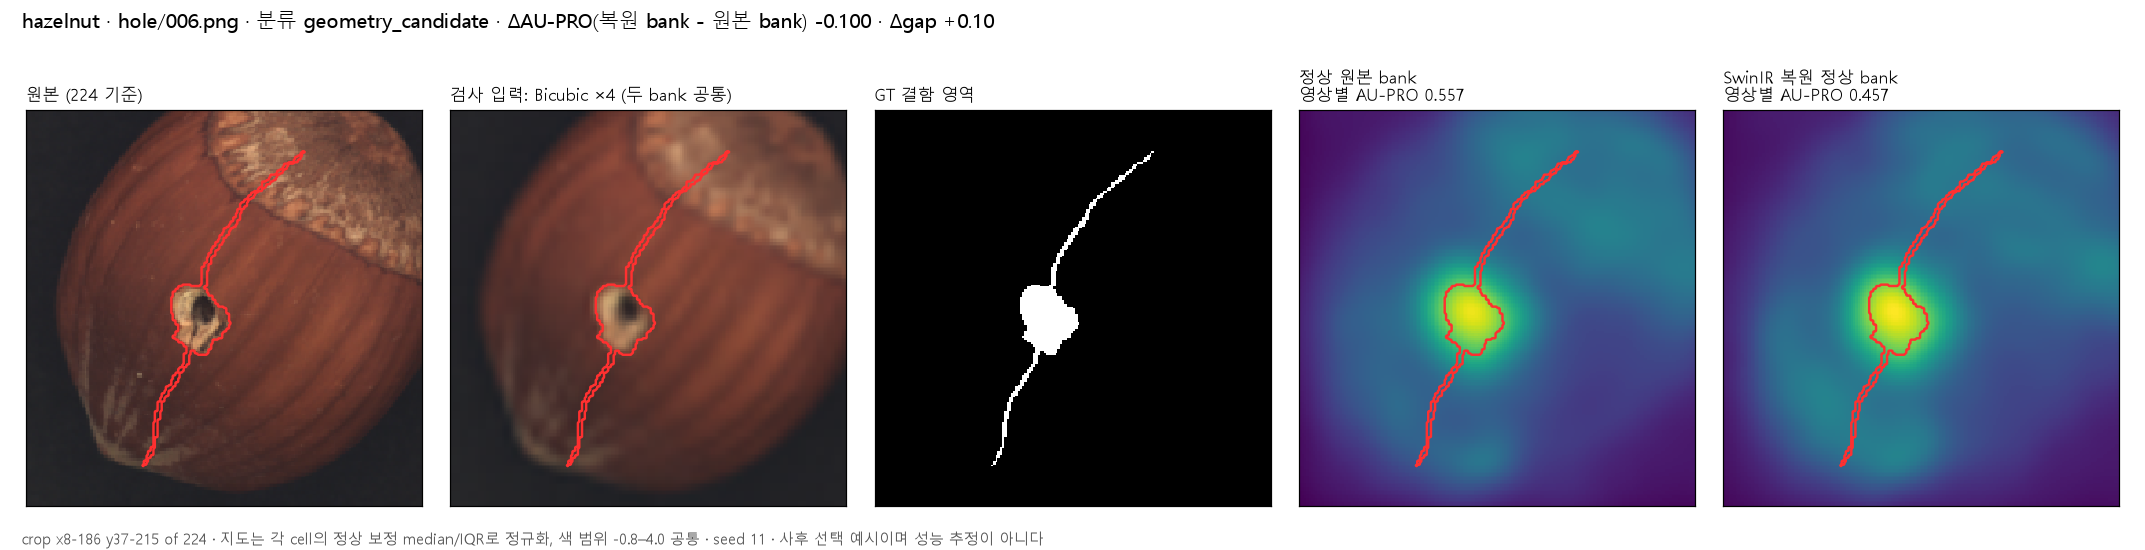 hazelnut · hole/006.png · 분류 geometry_candidate · ΔAU-PRO(복원 bank - 원본 bank) -0.100 · Δgap +0.10
원본 (224 기준)
검사 입력: Bicubic ×4 (두 bank 공통)
GT 결함 영역
정상 원본 bank
영상별 AU-PRO 0.557
SwinIR 복원 정상 bank
영상별 AU-PRO 0.457
crop x8-186 y37-215 of 224 · 지도는 각 cell의 정상 보정 median/IQR로 정규화, 색 범위 -0.8–4.0 공통 · seed 11 · 사후 선택 예시이며 성능 추정이 아니다